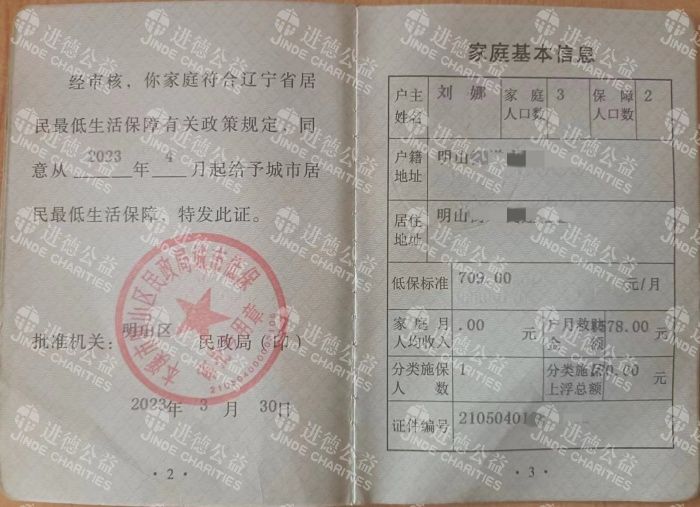 经审核，你家庭符合辽宁省居
民最低生活保障有关政策规定，同
意从 2023 年 4 月起给予城市居
民最低生活保障，特发此证。
批准机关：明山区 民政局（印）
2023年 3 月 30日
· 2 ·
家庭基本信息
户主姓名 刘 娜 家庭人口数 3 保障人口数 2
户籍地址 明山
居住地址 明山
低保标准 709.00 元/月
家庭月人均收入 .00 元 户月救助金额 578.00 元
分类施保人数 1 分类施保上浮总额 0.00 元
证件编号 21050401
· 3 ·
进德公益
JINDE CHARITIES